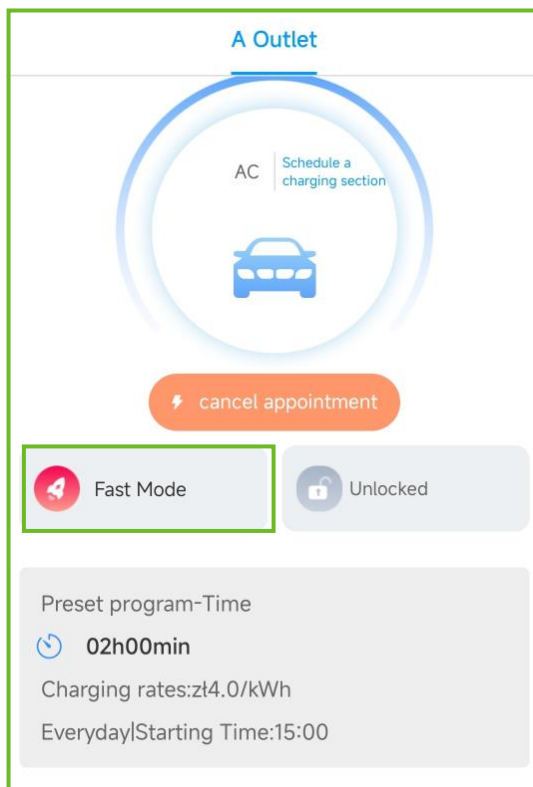 A Outlet
AC
Schedule a
charging section
cancel appointment
Fast Mode
Unlocked
Preset program-Time
02h00min
Charging rates:zł4.0/kWh
Everyday|Starting Time:15:00